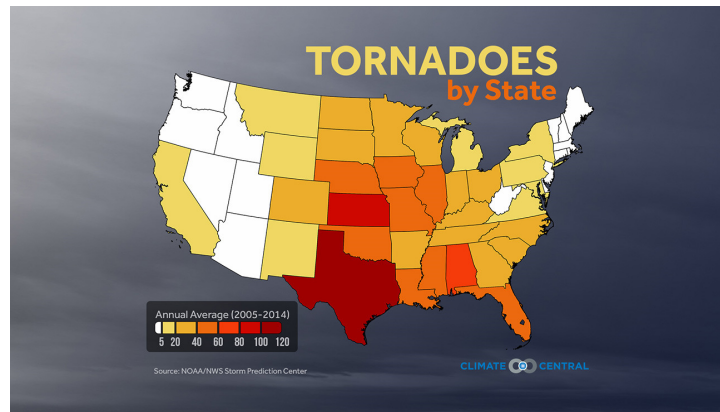 TORNADOES
by State
Annual Average (2005-2014)
5 20 40 60 80 100 120
Source: NOAA/NWS Storm Prediction Center
CLIMATE CENTRAL